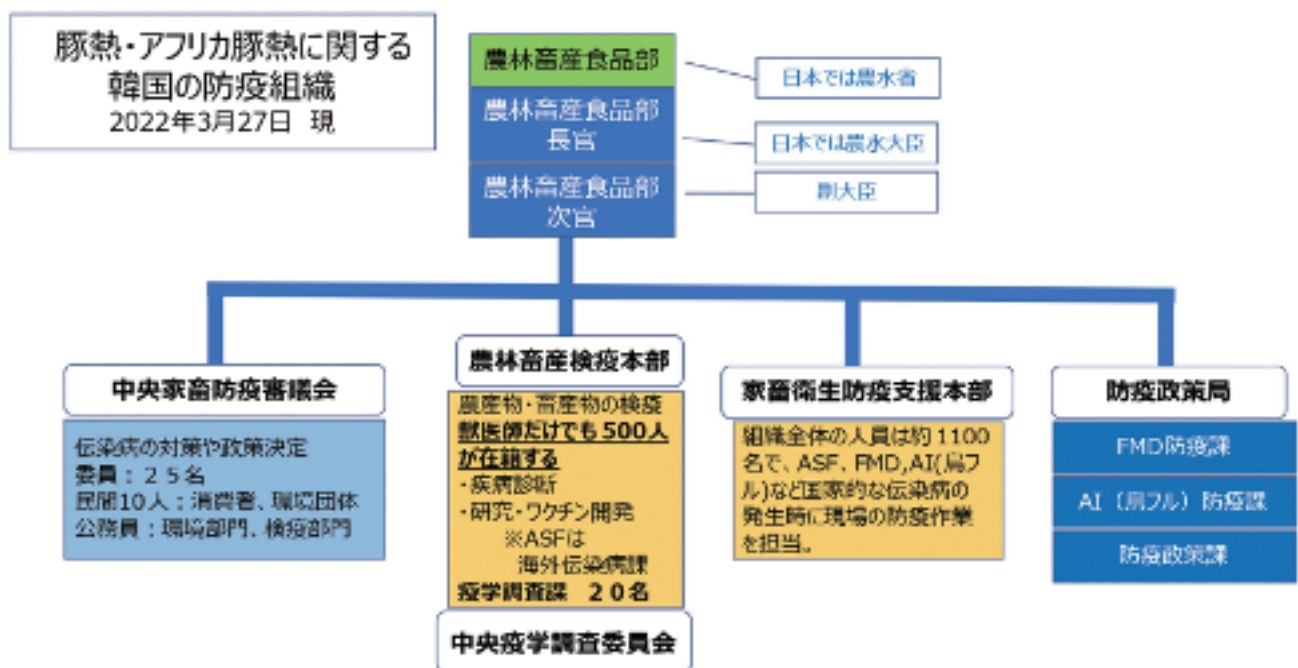 豚熱・アフリカ豚熱に関する
韓国の防疫組織
2022年3月27日 現
農林畜産食品部
日本では農水省
農林畜産食品部
長官
日本では農水大臣
農林畜産食品部
次官
副大臣
中央家畜防疫審議会
伝染病の対策や政策決定
委員：２５名
民間10人：消費者、環境団体
公務員：環境部門、検疫部門
農林畜産検疫本部
農産物・畜産物の検疫
獣医師だけでも500人
が在籍する
・疾病診断
・研究・ワクチン開発
※ASFは
海外伝染病課
疫学調査課 ２０名
中央疫学調査委員会
家畜衛生防疫支援本部
組織全体の人員は約1100
名で、ASF、FMD,AI(鳥フ
ル)など国家的な伝染病の
発生時に現場の防疫作業
を担当。
防疫政策局
FMD防疫課
AI（鳥フル）防疫課
防疫政策課